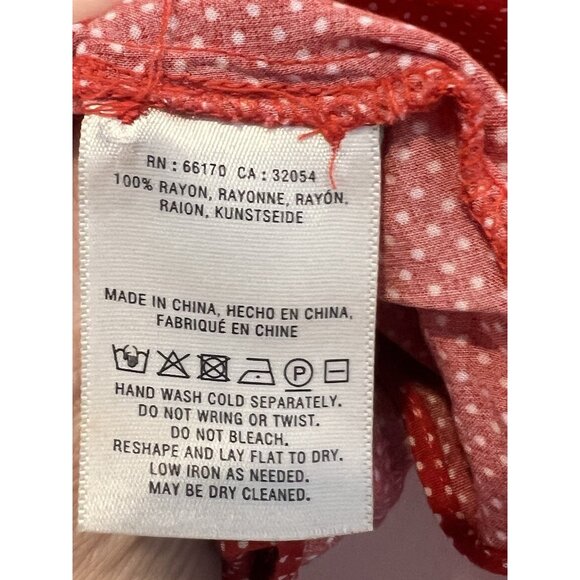 RN : 66170 CA : 32054
100% RAYON, RAYONNE, RAYÓN,
RAION, KUNSTSEIDE
MADE IN CHINA, HECHO EN CHINA,
FABRIQUÉ EN CHINE
P
HAND WASH COLD SEPARATELY.
DO NOT WRING OR TWIST.
DO NOT BLEACH.
RESHAPE AND LAY FLAT TO DRY.
LOW IRON AS NEEDED.
MAY BE DRY CLEANED.